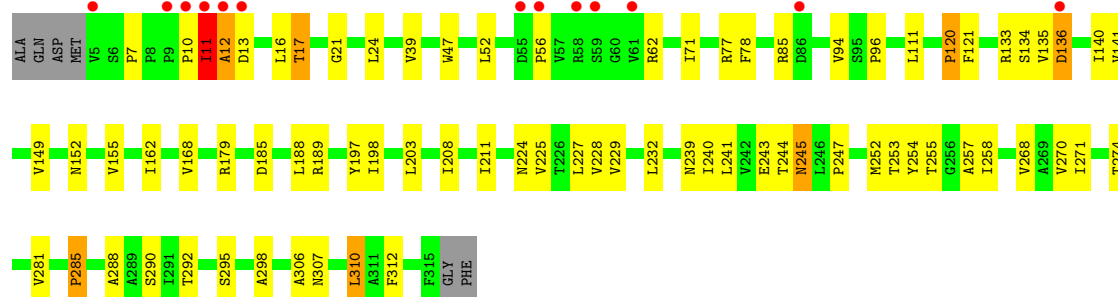 ALA GLN ASP MET V5 S6 P7 P8 P9 P10 I11 A12 D13 L16 T17 G21 L24 V39 W47 L52 D55 P56 V57 R58 S59 G60 V61 R62 I71 R77 F78 R85 D86 V94 S95 P96 L111 P120 F121 R133 S134 V135 D136 I140 V141
V149 N152 V155 I162 V168 R179 D185 L188 R189 Y197 I198 L203 I208 I211 N224 V225 T226 L227 V228 V229 L232 N239 I240 L241 V242 E243 T244 N245 L246 P247 M252 T253 Y254 T255 G256 A257 I258 V268 A269 V270 I271 T274
V281 P285 A288 A289 S290 I291 T292 S295 A298 A306 N307 L310 A311 F312 F315 GLY PHE